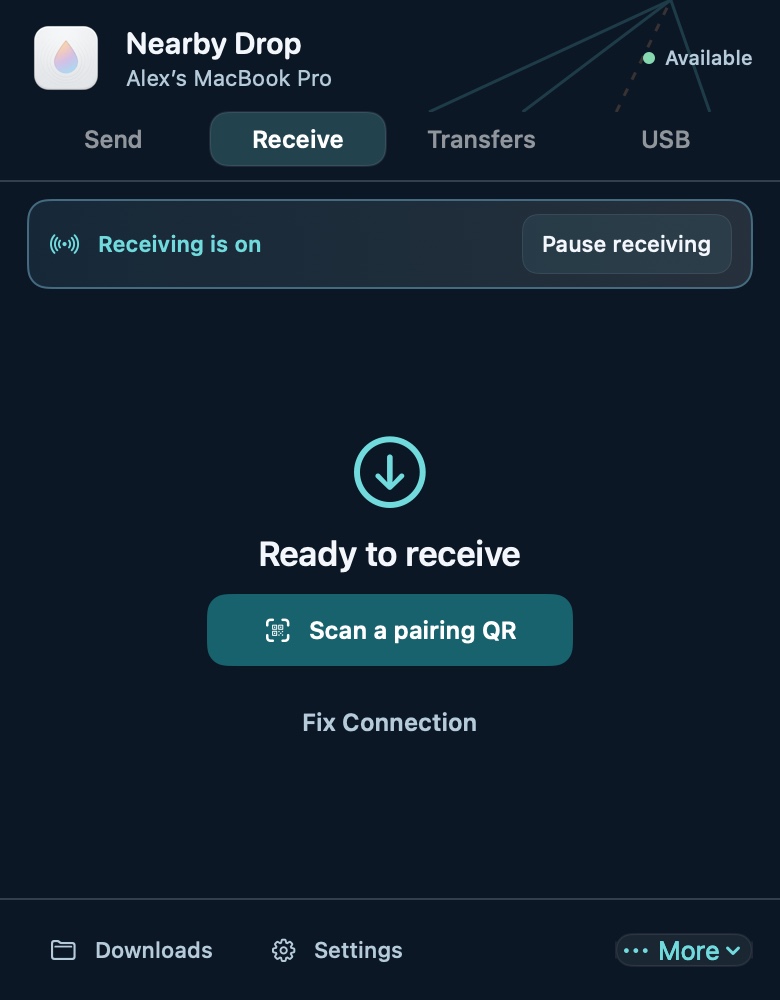 Nearby Drop
Alex’s MacBook Pro
Available
Send
Receive
Transfers
USB
Receiving is on
Pause receiving
Ready to receive
Scan a pairing QR
Fix Connection
Downloads
Settings
··· More